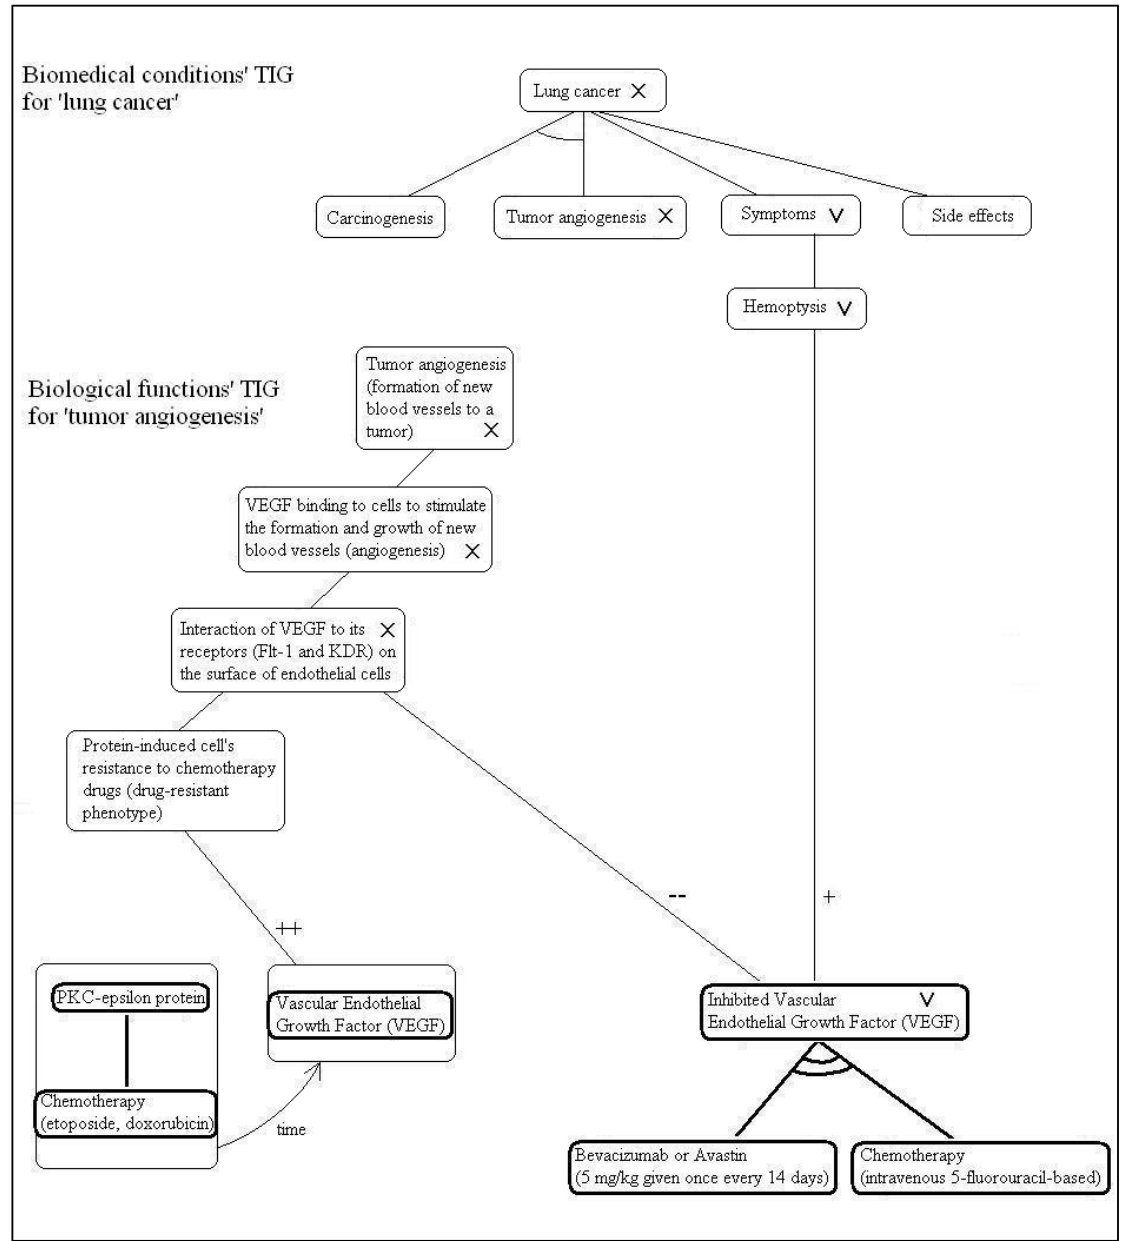 Biomedical conditions' TIG
for 'lung cancer'
Lung cancer X
Carcinogenesis
Tumor angiogenesis X
Symptoms V
Side effects
Hemoptysis V
Biological functions' TIG
for 'tumor angiogenesis'
Tumor angiogenesis
(formation of new
blood vessels to a
tumor) X
VEGF binding to cells to stimulate
the formation and growth of new
blood vessels (angiogenesis) X
Interaction of VEGF to its X
receptors (Flt-1 and KDR) on
the surface of endothelial cells
Protein-induced cell's
resistance to chemotherapy
drugs (drug-resistant
phenotype)
--
+
++
PKC-epsilon protein
Chemotherapy
(etoposide, doxorubicin)
Vascular Endothelial
Growth Factor (VEGF)
time
Inhibited Vascular V
Endothelial Growth Factor (VEGF)
Bevacizumab or Avastin
(5 mg/kg given once every 14 days)
Chemotherapy
(intravenous 5-fluorouracil-based)